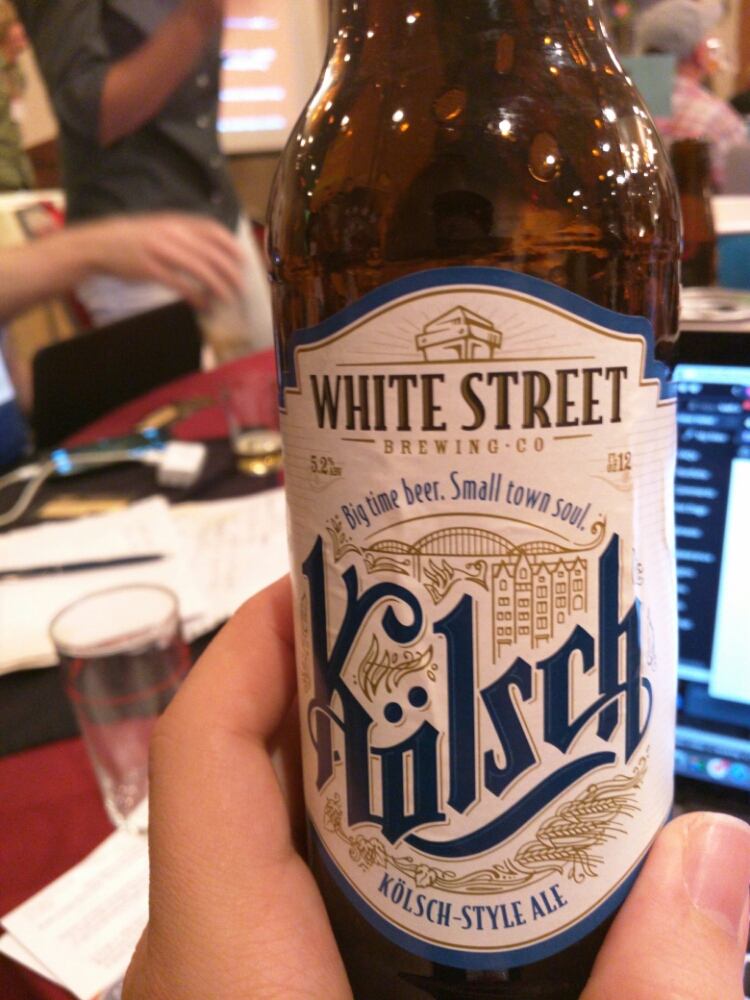 WHITE STREET
BREWING·CO
5.2%
12
Big time beer. Small town soul.
Kölsch
KÖLSCH-STYLE ALE